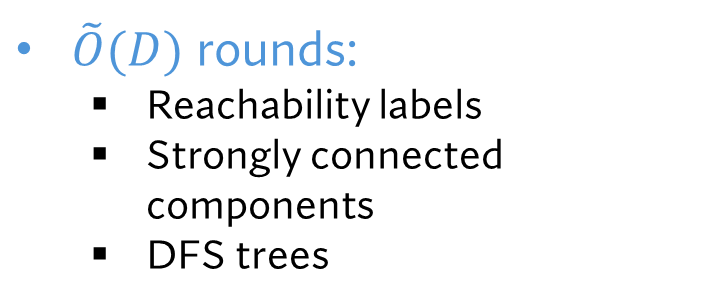 • Õ(D) rounds:
▪ Reachability labels
▪ Strongly connected
components
▪ DFS trees